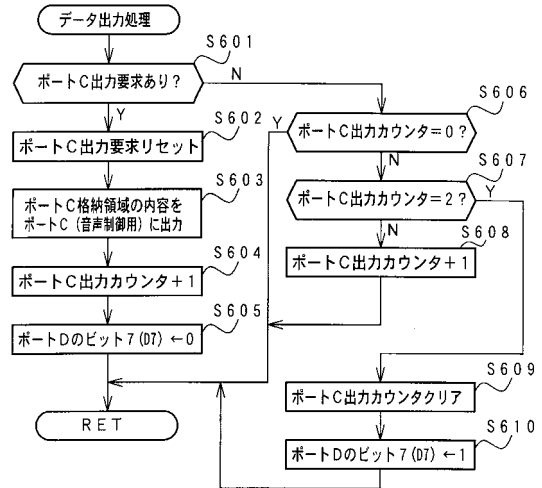 データ出力処理
S601
ポートC出力要求あり?
N
Y
S602
ポートC出力要求リセット
S603
ポートC格納領域の内容を
ポートC(音声制御用)に出力
S604
ポートC出力カウンタ+1
S605
ポートDのビット7(D7)←0
RET
S606
ポートC出力カウンタ=0?
Y
N
S607
ポートC出力カウンタ=2?
Y
N
S608
ポートC出力カウンタ+1
S609
ポートC出力カウンタクリア
S610
ポートDのビット7(D7)←1